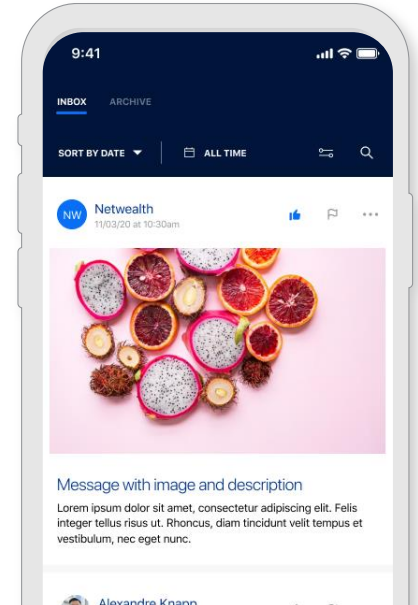 9:41
INBOX ARCHIVE
SORT BY DATE ALL TIME
NW Netwealth
11/03/20 at 10:30am
Message with image and description
Lorem ipsum dolor sit amet, consectetur adipiscing elit. Felis
integer tellus risus ut. Rhoncus, diam tincidunt velit tempus et
vestibulum, nec eget nunc.
Alexandre Knapp